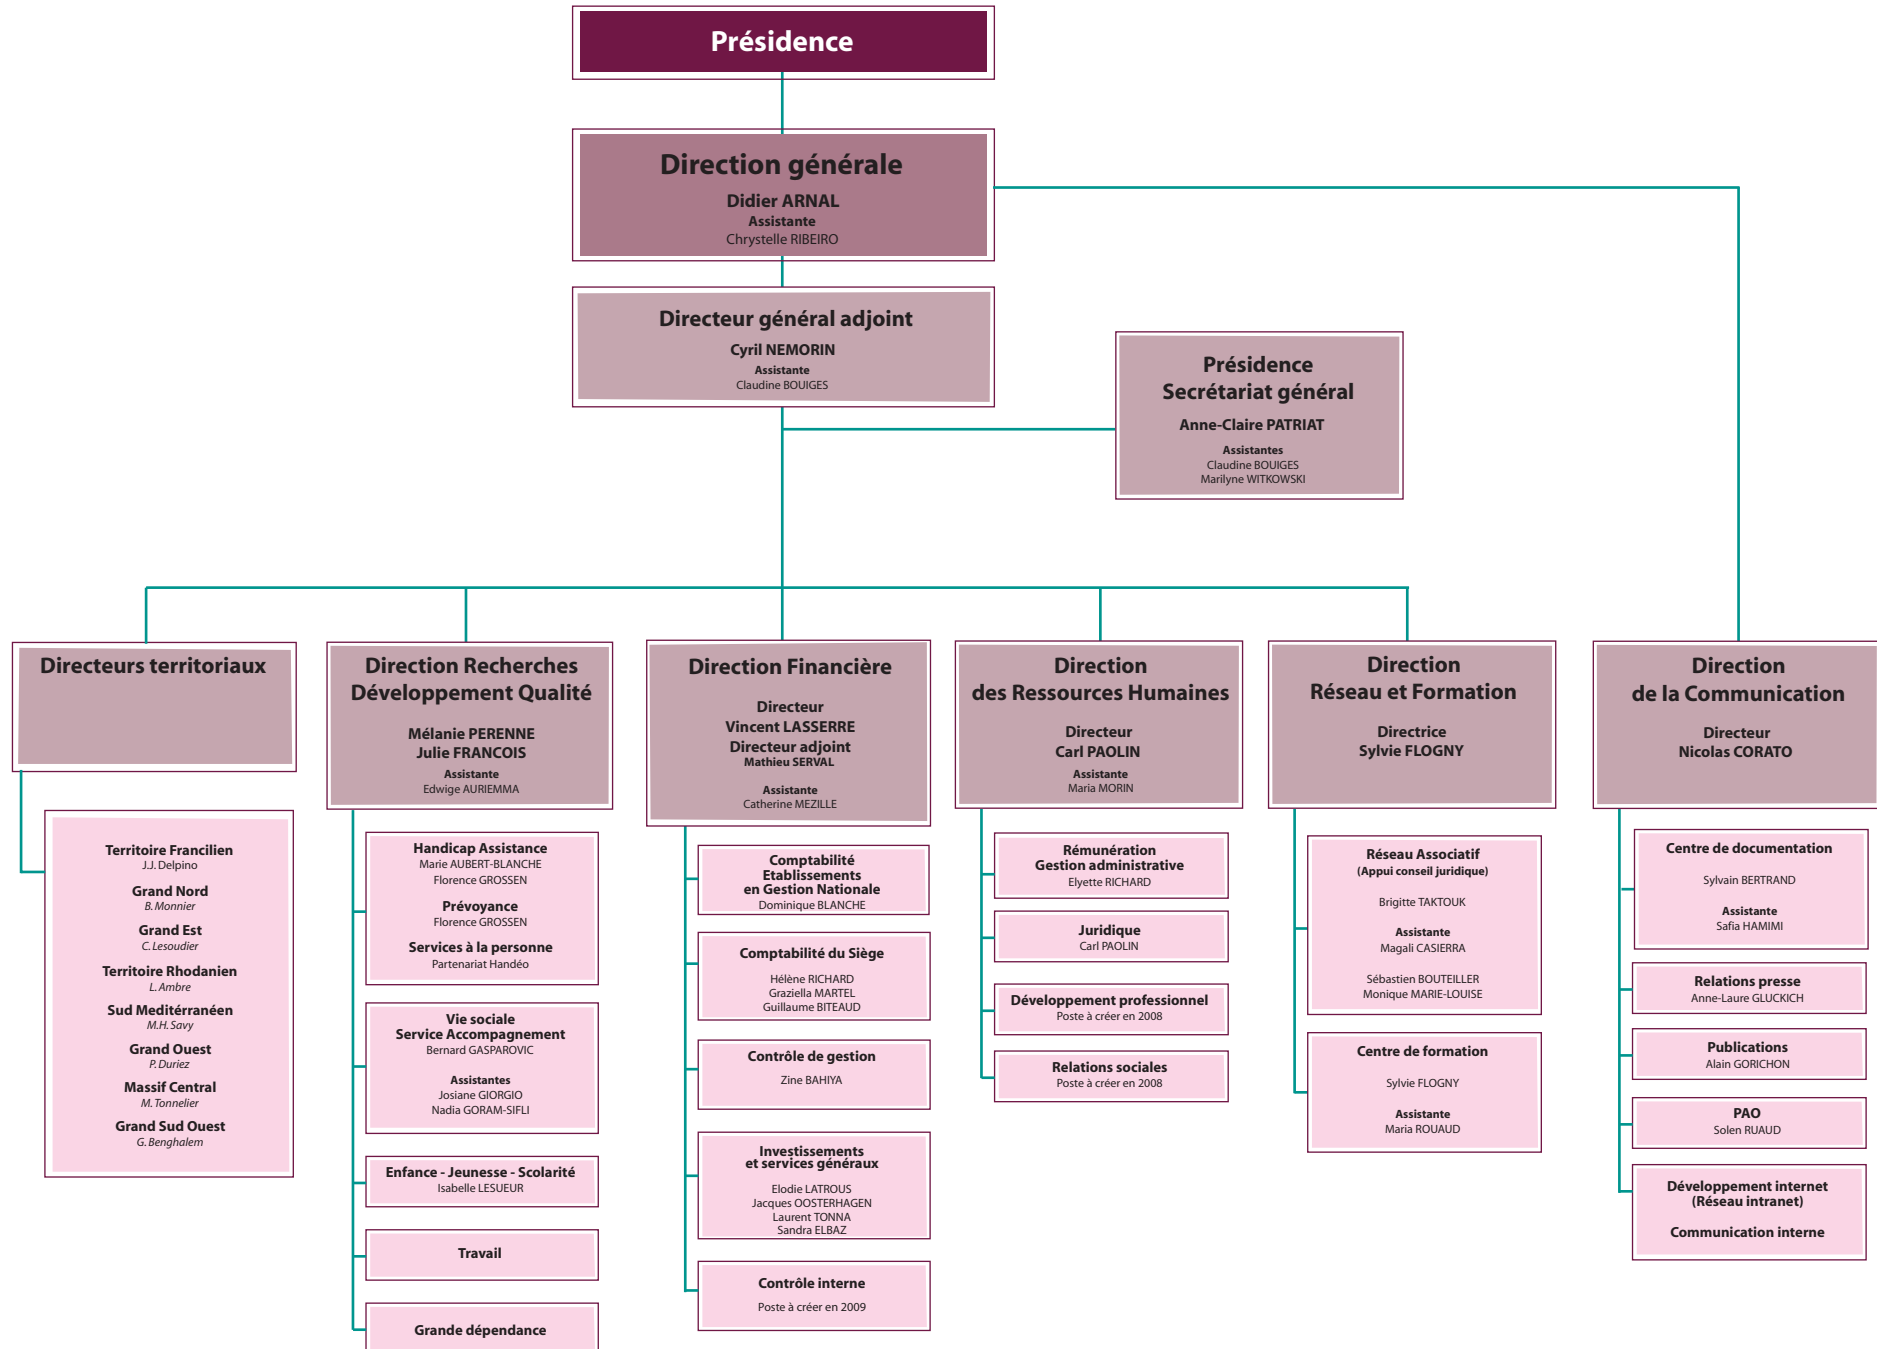 Présidence
Direction générale
Didier ARNAL
Assistante
Chrystelle RIBEIRO
Directeur général adjoint
Cyril NEMORIN
Assistante
Claudine BOUIGES
Présidence
Secrétariat général
Anne-Claire PATRIAT
Assistantes
Claudine BOUIGES
Marilyne WITKOWSKI
Directeurs territoriaux
Territoire Francilien
J.J. Delpino
Grand Nord
B. Monnier
Grand Est
C. Lesoudier
Territoire Rhodanien
L. Ambre
Sud Meditérranéen
M.H. Savy
Grand Ouest
P. Duriez
Massif Central
M. Tonnelier
Grand Sud Ouest
G. Benghalem
Direction Recherches
Développement Qualité
Mélanie PERENNE
Julie FRANCOIS
Assistante
Edwige AURIEMMA
Handicap Assistance
Marie AUBERT-BLANCHE
Florence GROSSEN
Prévoyance
Florence GROSSEN
Services à la personne
Partenariat Handéo
Vie sociale
Service Accompagnement
Bernard GASPAROVIC
Assistantes
Josiane GIORGIO
Nadia GORAM-SIFLI
Enfance - Jeunesse - Scolarité
Isabelle LESUEUR
Travail
Grande dépendance
Direction Financière
Directeur
Vincent LASSERRE
Directeur adjoint
Mathieu SERVAL
Assistante
Catherine MEZILLE
Comptabilité
Etablissements
en Gestion Nationale
Dominique BLANCHE
Comptabilité du Siège
Hélène RICHARD
Graziella MARTEL
Guillaume BITEAUD
Contrôle de gestion
Zine BAHIYA
Investissements
et services généraux
Elodie LATROUS
Jacques OOSTERHAGEN
Laurent TONNA
Sandra ELBAZ
Contrôle interne
Poste à créer en 2009
Direction
des Ressources Humaines
Directeur
Carl PAOLIN
Assistante
Maria MORIN
Rémunération
Gestion administrative
Elyette RICHARD
Juridique
Carl PAOLIN
Développement professionnel
Poste à créer en 2008
Relations sociales
Poste à créer en 2008
Direction
Réseau et Formation
Directrice
Sylvie FLOGNY
Réseau Associatif
(Appui conseil juridique)
Brigitte TAKTOUK
Assistante
Magali CASIERRA
Sébastien BOUTEILLER
Monique MARIE-LOUISE
Centre de formation
Sylvie FLOGNY
Assistante
Maria ROUAUD
Direction
de la Communication
Directeur
Nicolas CORATO
Centre de documentation
Sylvain BERTRAND
Assistante
Safia HAMIMI
Relations presse
Anne-Laure GLUCKICH
Publications
Alain GORICHON
PAO
Solen RUAUD
Développement internet
(Réseau intranet)
Communication interne